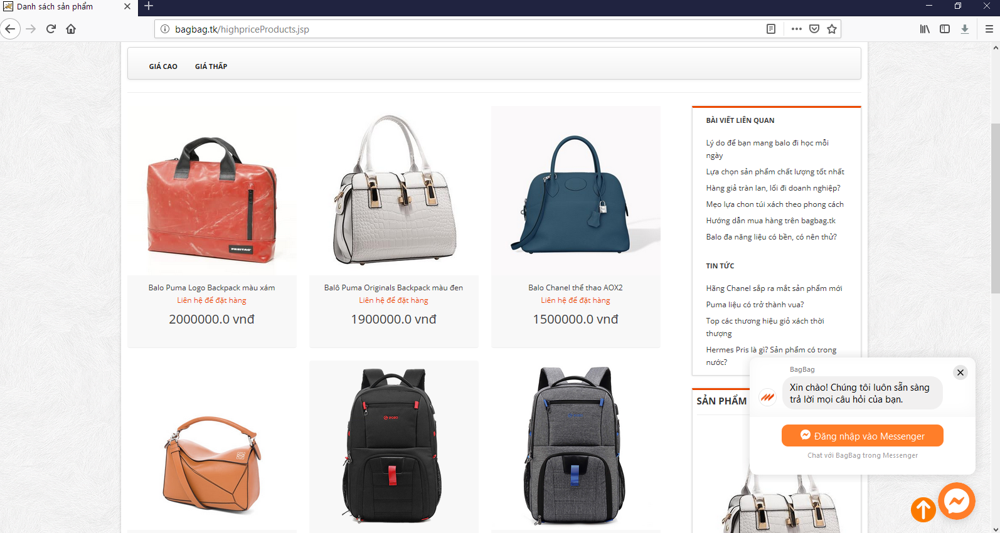 Danh sách sản phẩm
bagbag.tk/highpriceProducts.jsp
GIÁ CAO
GIÁ THẤP
FREITAG
Balo Puma Logo Backpack màu xám
Liên hệ để đặt hàng
2000000.0 vnđ
Balô Puma Originals Backpack màu đen
Liên hệ để đặt hàng
1900000.0 vnđ
Balo Chanel thể thao AOX2
Liên hệ để đặt hàng
1500000.0 vnđ
BÀI VIẾT LIÊN QUAN
Lý do để bạn mang balo đi học mỗi
ngày
Lựa chọn sản phẩm chất lượng tốt nhất
Hàng giả tràn lan, lối đi doanh nghiệp?
Mẹo lựa chon túi xách theo phong cách
Hướng dẫn mua hàng trên bagbag.tk
Balo đa năng liệu có bền, có nên thử?
TIN TỨC
Hãng Chanel sắp ra mắt sản phẩm mới
Puma liệu có trở thành vua?
Top các thương hiệu giỏ xách thời
thượng
Hermes Pris là gì? Sản phẩm có trong
nước?
SẢN PHẨM
BagBag
Xin chào! Chúng tôi luôn sẵn sàng
trả lời mọi câu hỏi của bạn.
Đăng nhập vào Messenger
Chat với BagBag trong Messenger